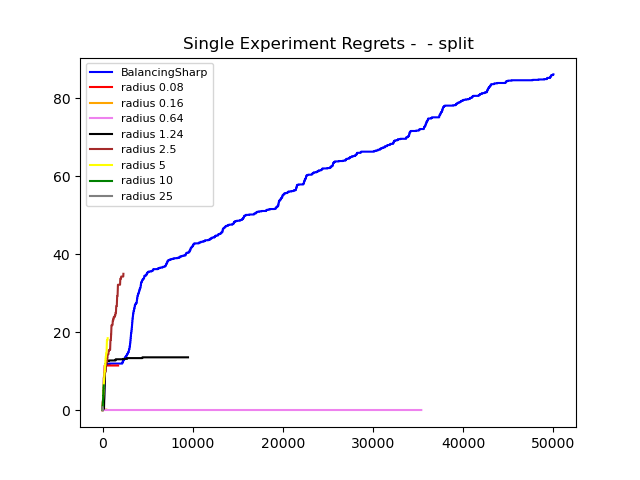 Single Experiment Regrets -  - split
BalancingSharp
radius 0.08
radius 0.16
radius 0.64
radius 1.24
radius 2.5
radius 5
radius 10
radius 25
80
60
40
20
0
0 10000 20000 30000 40000 50000